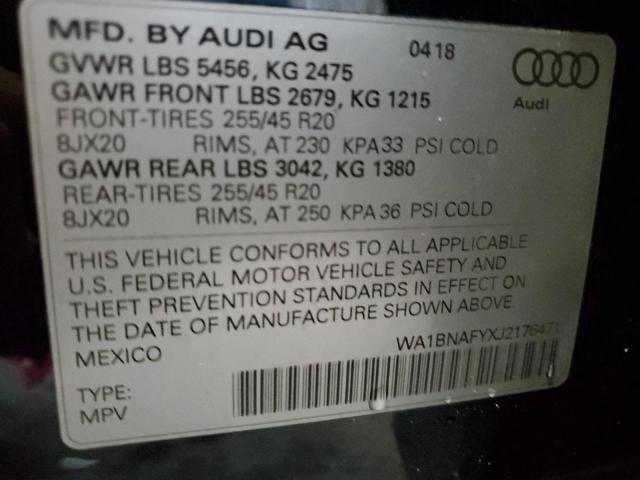 MFD. BY AUDI AG 0418
GVWR LBS 5456, KG 2475
GAWR FRONT LBS 2679, KG 1215
Audi
FRONT-TIRES 255/45 R20
8JX20 RIMS, AT 230 KPA33 PSI COLD
GAWR REAR LBS 3042, KG 1380
REAR-TIRES 255/45 R20
8JX20 RIMS, AT 250 KPA36 PSI COLD
THIS VEHICLE CONFORMS TO ALL APPLICABLE
U.S. FEDERAL MOTOR VEHICLE SAFETY AND
THEFT PREVENTION STANDARDS IN EFFECT ON
THE DATE OF MANUFACTURE SHOWN ABOVE.
MEXICO WA1BNAFYXJ2176471
TYPE:
MPV